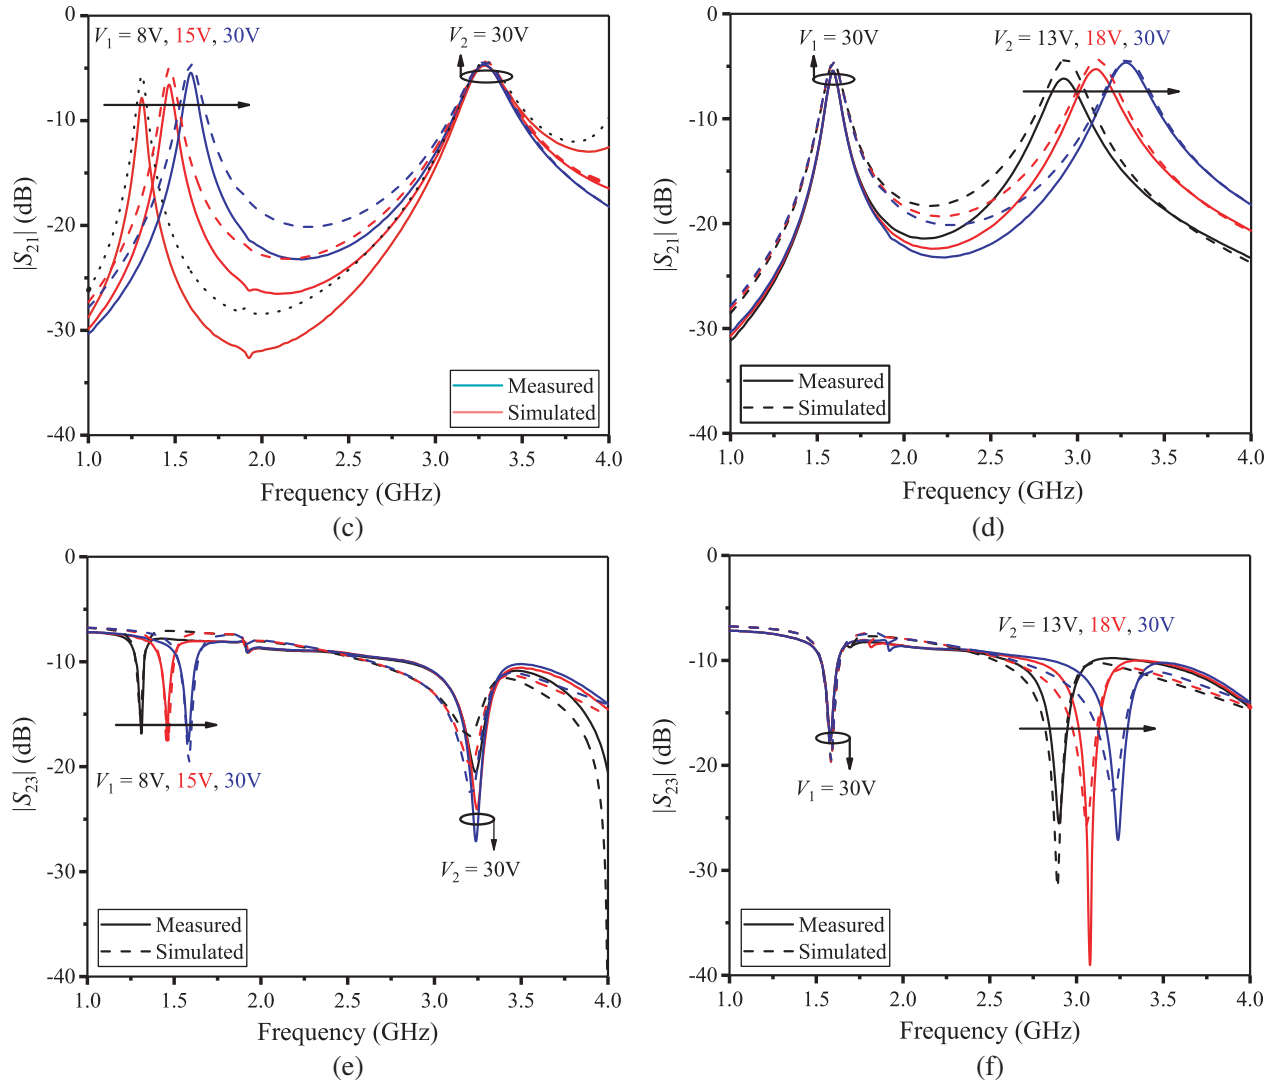 V1 = 8V, 15V, 30V
V2 = 30V
0
-10
-20
-30
-40
|S21| (dB)
Measured
Simulated
1.0 1.5 2.0 2.5 3.0 3.5 4.0
Frequency (GHz)
(c)
V1 = 30V
V2 = 13V, 18V, 30V
0
-10
-20
-30
-40
|S21| (dB)
Measured
Simulated
1.0 1.5 2.0 2.5 3.0 3.5 4.0
Frequency (GHz)
(d)
0
-10
-20
-30
-40
|S23| (dB)
V1 = 8V, 15V, 30V
V2 = 30V
Measured
Simulated
1.0 1.5 2.0 2.5 3.0 3.5 4.0
Frequency (GHz)
(e)
0
-10
-20
-30
-40
|S23| (dB)
V2 = 13V, 18V, 30V
V1 = 30V
Measured
Simulated
1.0 1.5 2.0 2.5 3.0 3.5 4.0
Frequency (GHz)
(f)